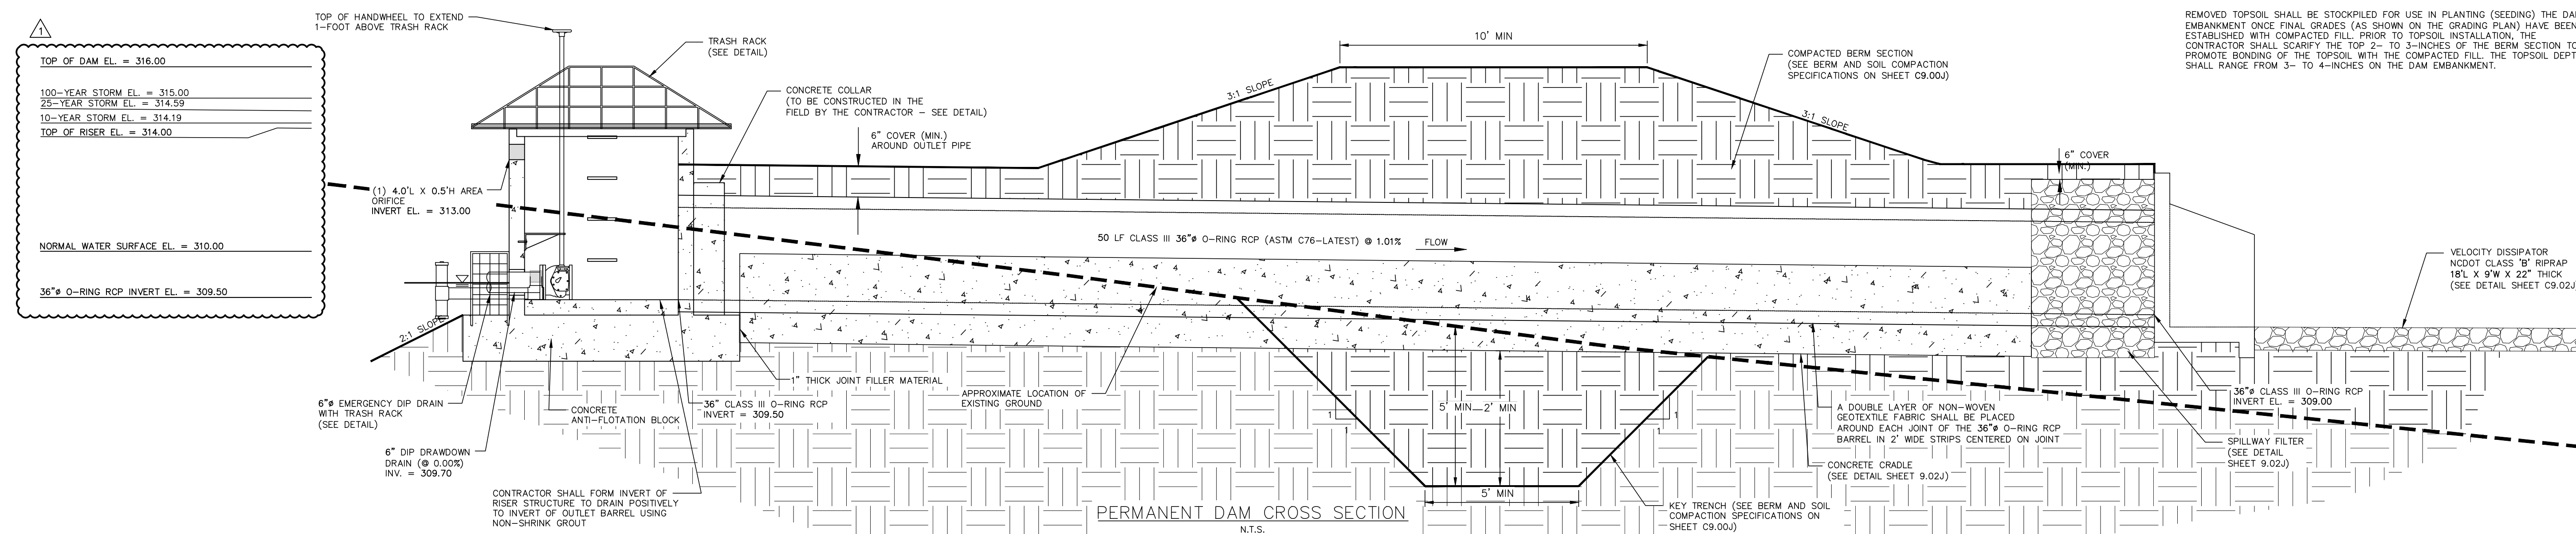 1
TOP OF DAM EL. = 316.00
100-YEAR STORM EL. = 315.00
25-YEAR STORM EL. = 314.59
10-YEAR STORM EL. = 314.19
TOP OF RISER EL. = 314.00
NORMAL WATER SURFACE EL. = 310.00
36"ø O-RING RCP INVERT EL. = 309.50
TOP OF HANDWHEEL TO EXTEND
1-FOOT ABOVE TRASH RACK
TRASH RACK
(SEE DETAIL)
CONCRETE COLLAR
(TO BE CONSTRUCTED IN THE
FIELD BY THE CONTRACTOR - SEE DETAIL)
6" COVER (MIN.)
AROUND OUTLET PIPE
(1) 4.0'L X 0.5'H AREA
ORIFICE
INVERT EL. = 313.00
3:1 SLOPE
10' MIN
COMPACTED BERM SECTION
(SEE BERM AND SOIL COMPACTION
SPECIFICATIONS ON SHEET C9.00J)
3:1 SLOPE
6" COVER
(MIN.)
REMOVED TOPSOIL SHALL BE STOCKPILED FOR USE IN PLANTING (SEEDING) THE DA
EMBANKMENT ONCE FINAL GRADES (AS SHOWN ON THE GRADING PLAN) HAVE BEEN
ESTABLISHED WITH COMPACTED FILL. PRIOR TO TOPSOIL INSTALLATION, THE
CONTRACTOR SHALL SCARIFY THE TOP 2- TO 3-INCHES OF THE BERM SECTION TO
PROMOTE BONDING OF THE TOPSOIL WITH THE COMPACTED FILL. THE TOPSOIL DEPT
SHALL RANGE FROM 3- TO 4-INCHES ON THE DAM EMBANKMENT.
50 LF CLASS III 36"ø O-RING RCP (ASTM C76-LATEST) @ 1.01%
FLOW
VELOCITY DISSIPATOR
NCDOT CLASS 'B' RIPRAP
18'L X 9'W X 22" THICK
(SEE DETAIL SHEET C9.02J
2:1 SLOPE
6"ø EMERGENCY DIP DRAIN
WITH TRASH RACK
(SEE DETAIL)
6" DIP DRAWDOWN
DRAIN (@ 0.00%)
INV. = 309.70
CONCRETE
ANTI-FLOTATION BLOCK
CONTRACTOR SHALL FORM INVERT OF
RISER STRUCTURE TO DRAIN POSITIVELY
TO INVERT OF OUTLET BARREL USING
NON-SHRINK GROUT
1" THICK JOINT FILLER MATERIAL
36" CLASS III O-RING RCP
INVERT = 309.50
APPROXIMATE LOCATION OF
EXISTING GROUND
1
1
5' MIN
2' MIN
1
1
5' MIN
A DOUBLE LAYER OF NON-WOVEN
GEOTEXTILE FABRIC SHALL BE PLACED
AROUND EACH JOINT OF THE 36"ø O-RING RCP
BARREL IN 2' WIDE STRIPS CENTERED ON JOINT
CONCRETE CRADLE
(SEE DETAIL SHEET 9.02J)
KEY TRENCH (SEE BERM AND SOIL
COMPACTION SPECIFICATIONS ON
SHEET C9.00J)
36"ø CLASS III O-RING RCP
INVERT EL. = 309.00
SPILLWAY FILTER
(SEE DETAIL
SHEET 9.02J)
PERMANENT DAM CROSS SECTION
N.T.S.